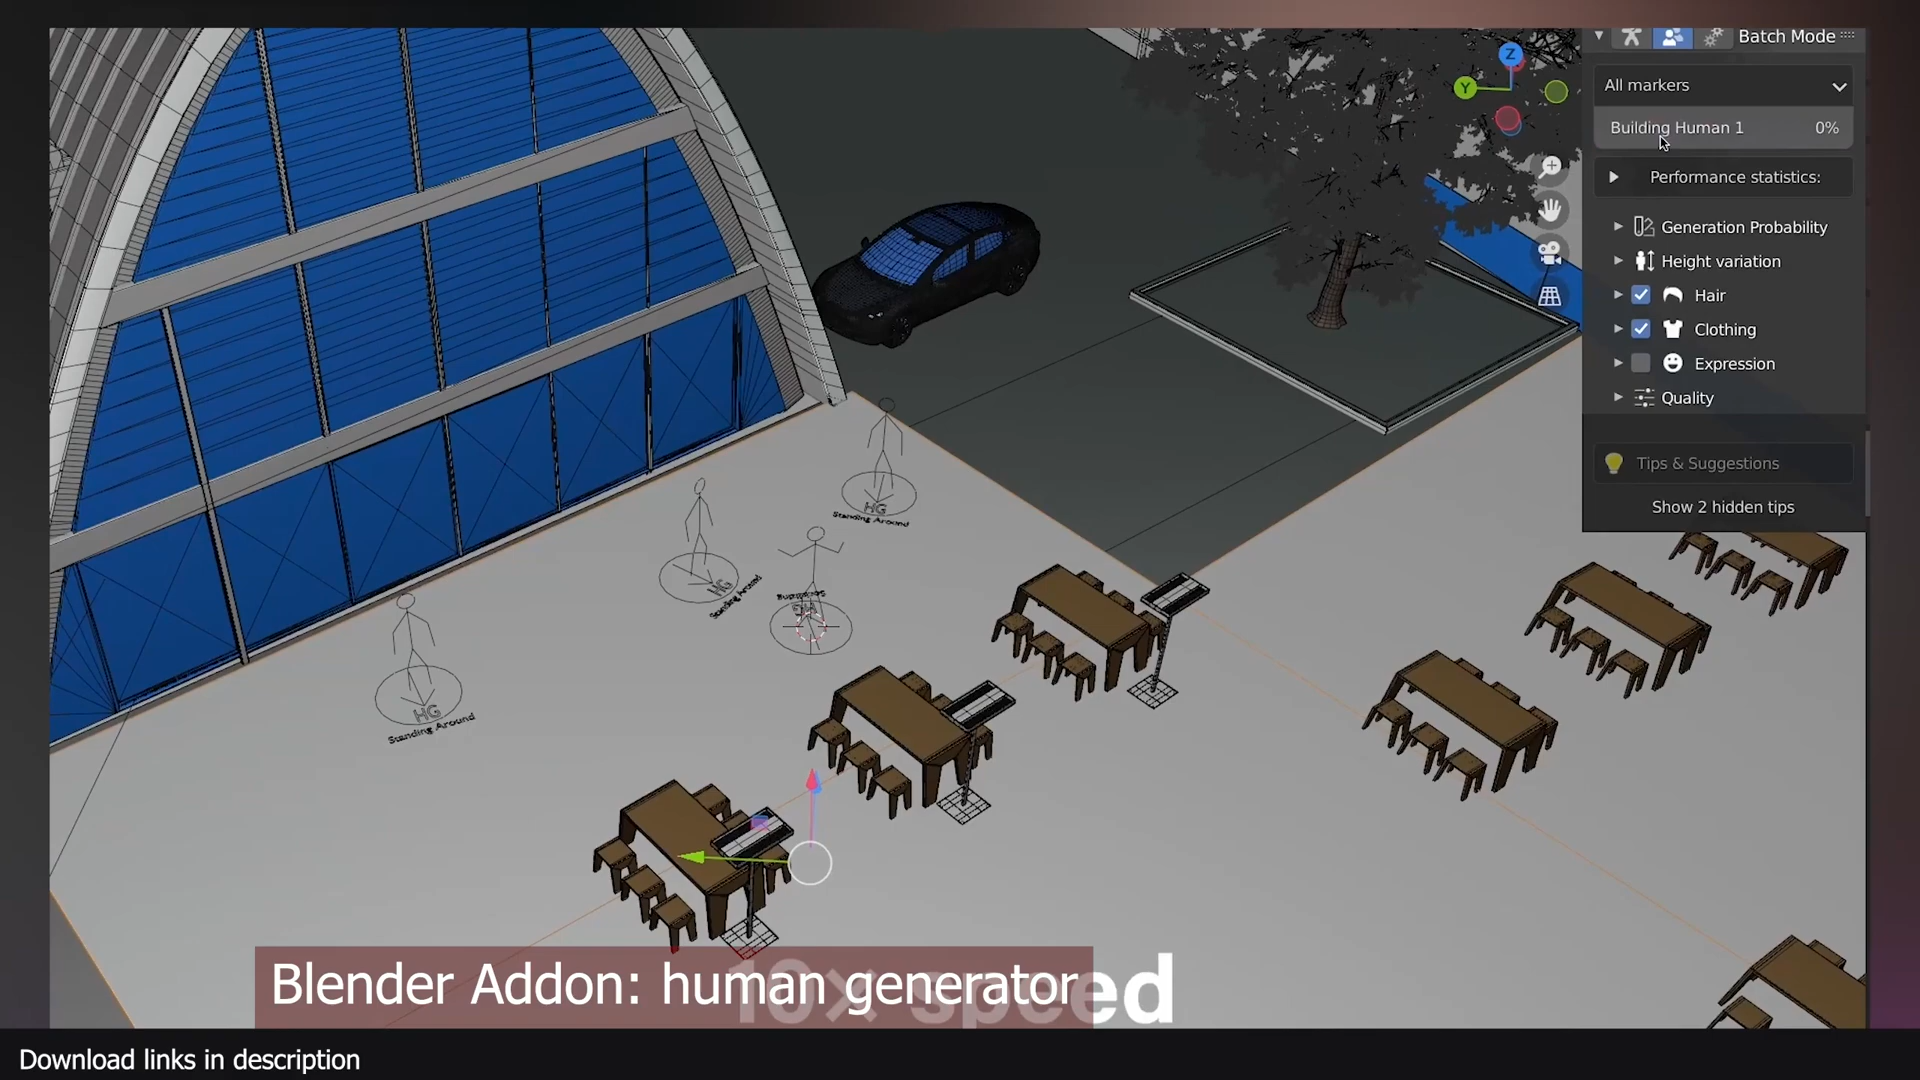 Batch Mode
Z
Y
All markers
Building Human 1 0%
Performance statistics:
Generation Probability
Height variation
Hair
Clothing
Expression
Quality
Tips & Suggestions
Show 2 hidden tips
HG
Standing Around
HG
Standing Around
HG
HG
Standing Around
Blender Addon: human generator
10x speed
Download links in description